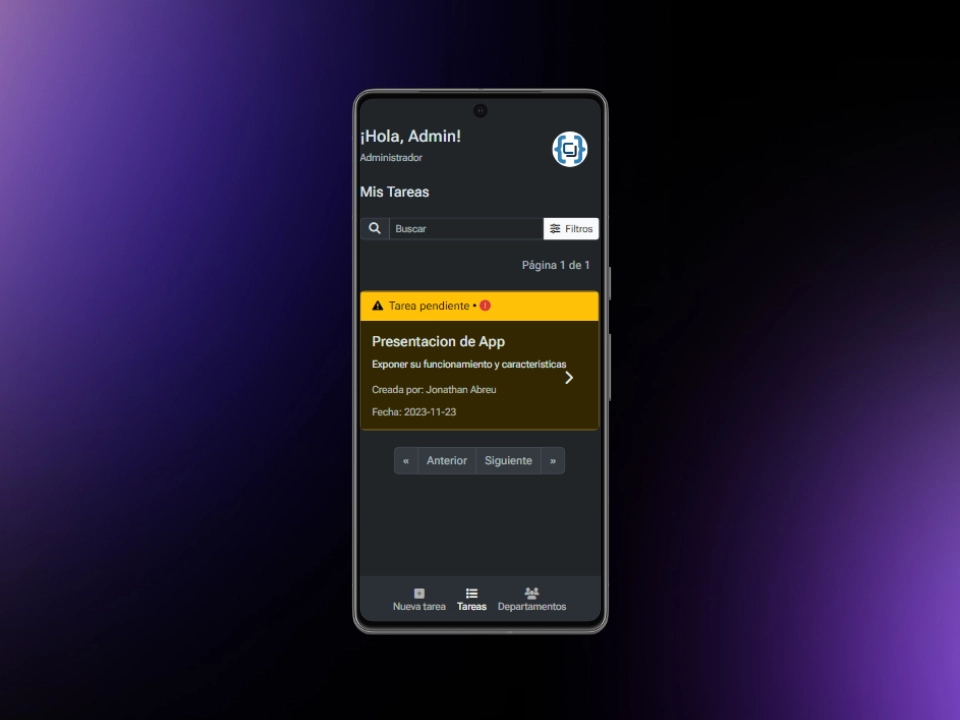 ¡Hola, Admin!
Administrador
Mis Tareas
Buscar
Filtros
Página 1 de 1
Tarea pendiente •
Presentacion de App
Exponer su funcionamiento y caracteristicas
Creada por: Jonathan Abreu
Fecha: 2023-11-23
« Anterior Siguiente »
Nueva tarea Tareas Departamentos